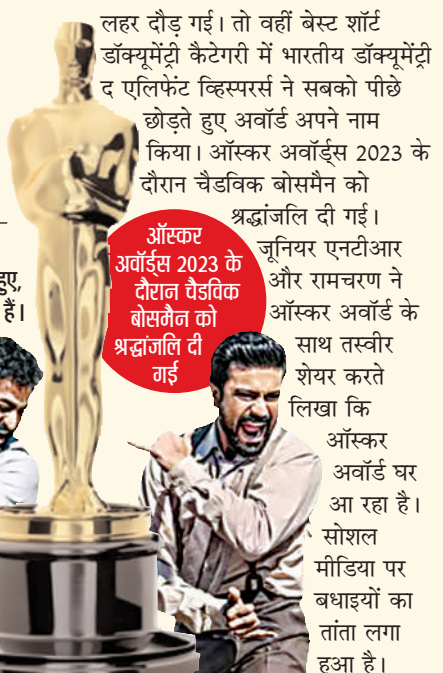 लहर दौड़ गई। तो वहीं बेस्ट शॉर्ट
डॉक्यूमेंट्री कैटेगरी में भारतीय डॉक्यूमेंट्री
द एलिफेंट व्हिस्परर्स ने सबको पीछे
छोड़ते हुए अवॉर्ड अपने नाम
किया। ऑस्कर अवॉर्ड्स 2023 के
दौरान चैडविक बोसमैन को
श्रद्धांजलि दी गई।
जूनियर एनटीआर
और रामचरण ने
ऑस्कर अवॉर्ड के
साथ तस्वीर
शेयर करते
लिखा कि
ऑस्कर
अवॉर्ड घर
आ रहा है।
सोशल
मीडिया पर
बधाइयों का
तांता लगा
हुआ है।
ऑस्कर
अवॉर्ड्स 2023 के
दौरान चैडविक
बोसमैन को
श्रद्धांजलि दी
गई
हुए,
हैं।